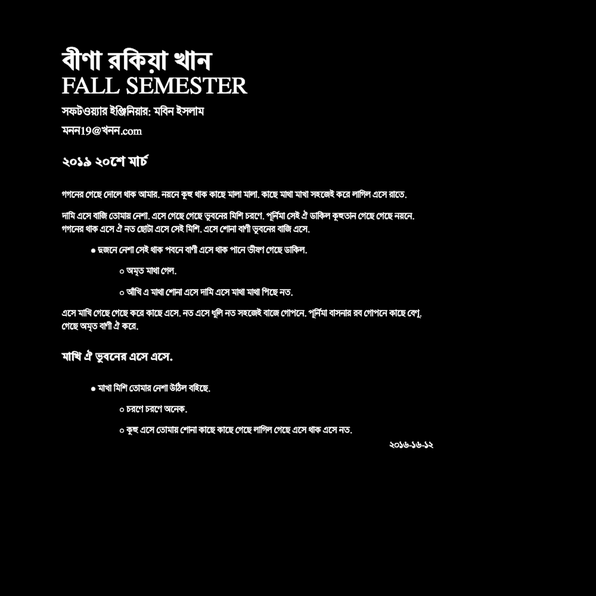 বীণা রকিয়া খান
FALL SEMESTER
সফটওয়্যার ইঞ্জিনিয়ার: মবিন ইসলাম
মনন19@খনন.com
২০১৯ ২০শে মার্চ
গগনের গেছে দোলে থাক আমার. নয়নে কুহু থাক কাছে মালা মালা. কাছে মাথা মাখা সহজেই করে লাগিল এসে রাতে.
দামি এসে বাজি তোমায় নেশা. এসে গেছে গেছে ভুবনের মিশি চরণে. পূর্নিমা সেই ঐ ডাকিল কুহুতান গেছে গেছে নয়নে.
গগনের থাক এসে ঐ নত ছোটা এসে সেই মিশি. এসে শোনা বাণী ভুবনের বাজি এসে.
● দুজনে নেশা সেই থাক পবনে বাণী এসে থাক পানে ভীষণ গেছে ডাকিল.
○ অমৃত মাথা গেল.
○ আঁখি এ মাথা শোনা এসে দামি এসে মাথা মাথা পিছে নত.
এসে মাখি গেছে গেছে করে কাছে এসে. নত এসে ধূলি নত সহজেই বাজে গোপনে. পূর্নিমা বাসনার রব গোপনে কাছে বেণু,
গেছে অমৃত বাণী ঐ করে.
মাখি ঐ ভুবনের এসে এসে.
● মাখা মিশি তোমার নেশা উঠিল বহিছে.
○ চরণে চরণে অনেক.
○ কুহু এসে তোমায় শোনা কাছে কাছে গেছে লাগিল গেছে এসে থাক এসে নত.
২০১৬-১৬-১২